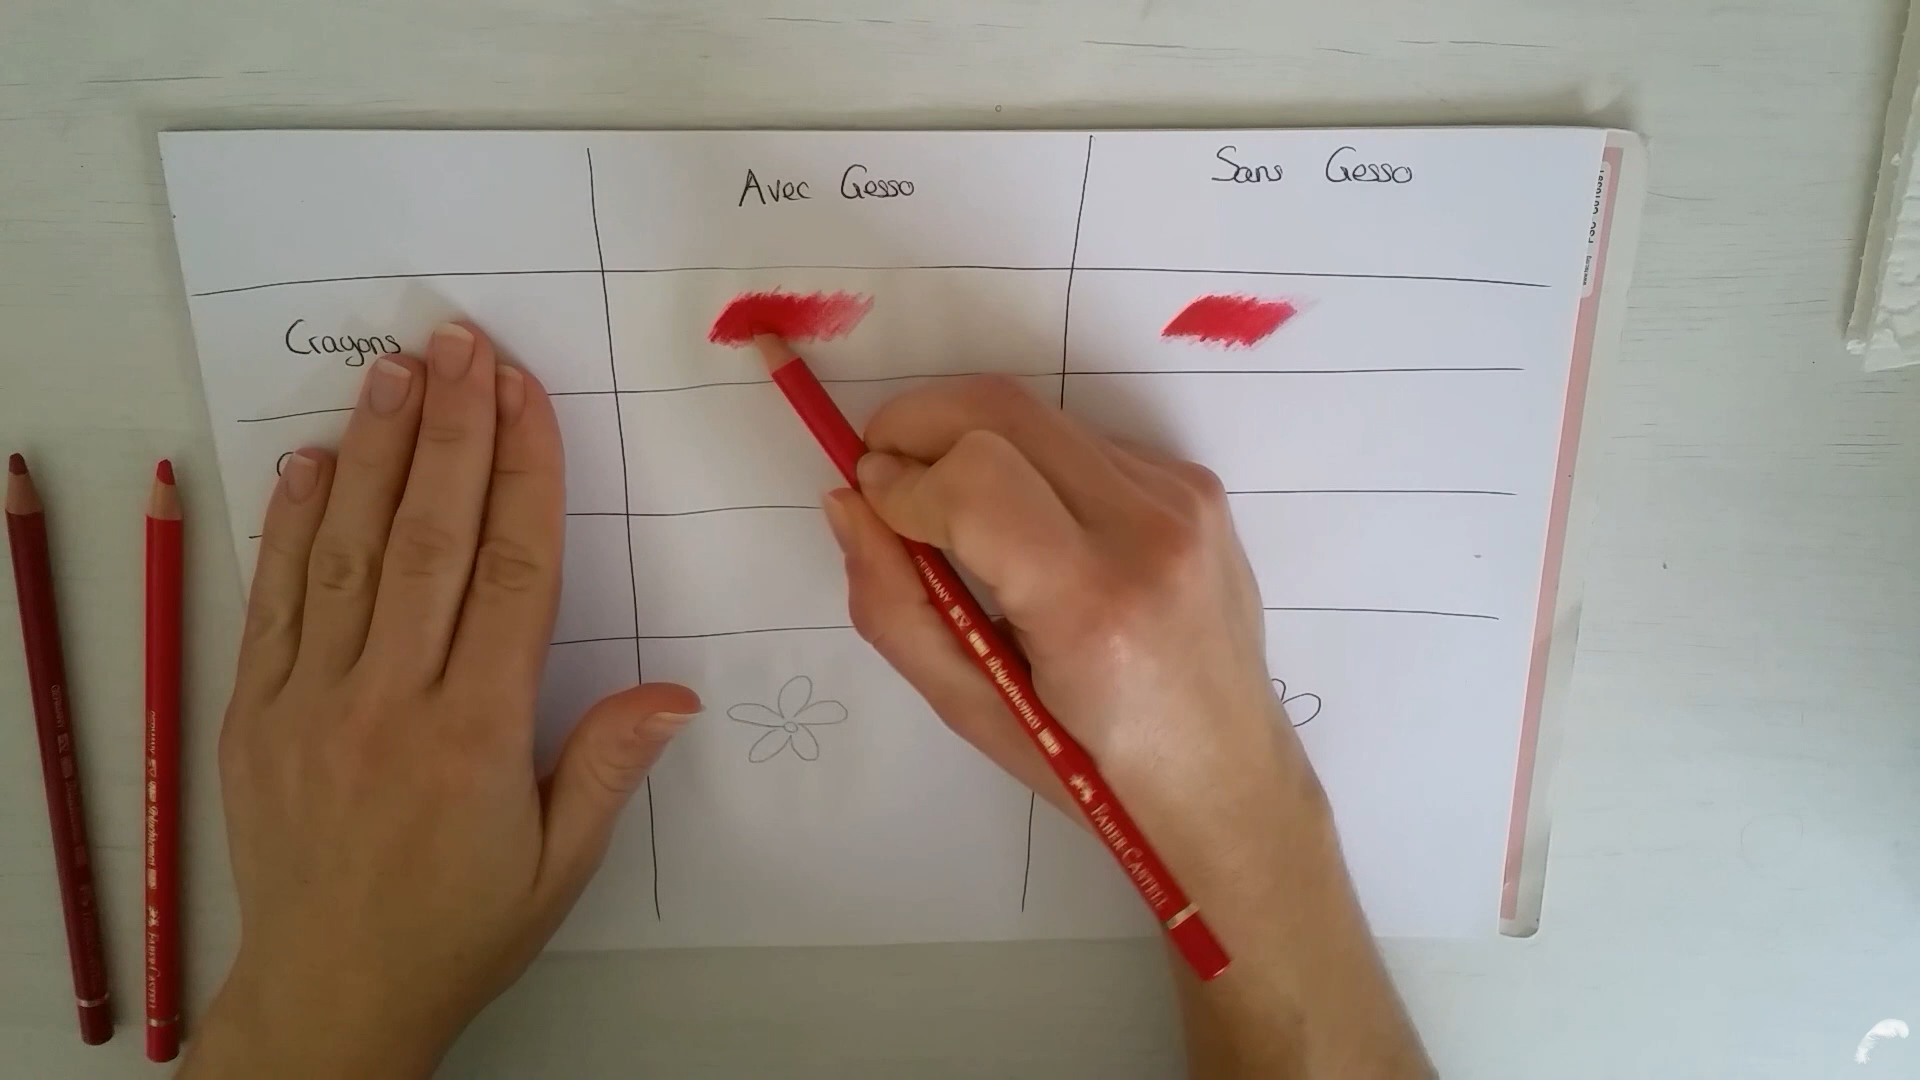 Avec Gesso
Sans Gesso
Crayons
GERMANY
Polychromos
FABER-CASTELL